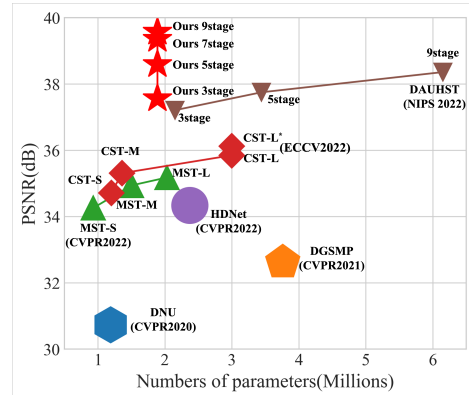 40
38
36
34
32
30
PSNR(dB)
Ours 9stage
Ours 7stage
Ours 5stage
Ours 3stage
9stage
DAUHST
(NIPS 2022)
5stage
3stage
CST-L*
(ECCV2022)
CST-L
CST-M
CST-S
MST-L
MST-M
MST-S
(CVPR2022)
HDNet
(CVPR2022)
DGSMP
(CVPR2021)
DNU
(CVPR2020)
1 2 3 4 5 6
Numbers of parameters(Millions)